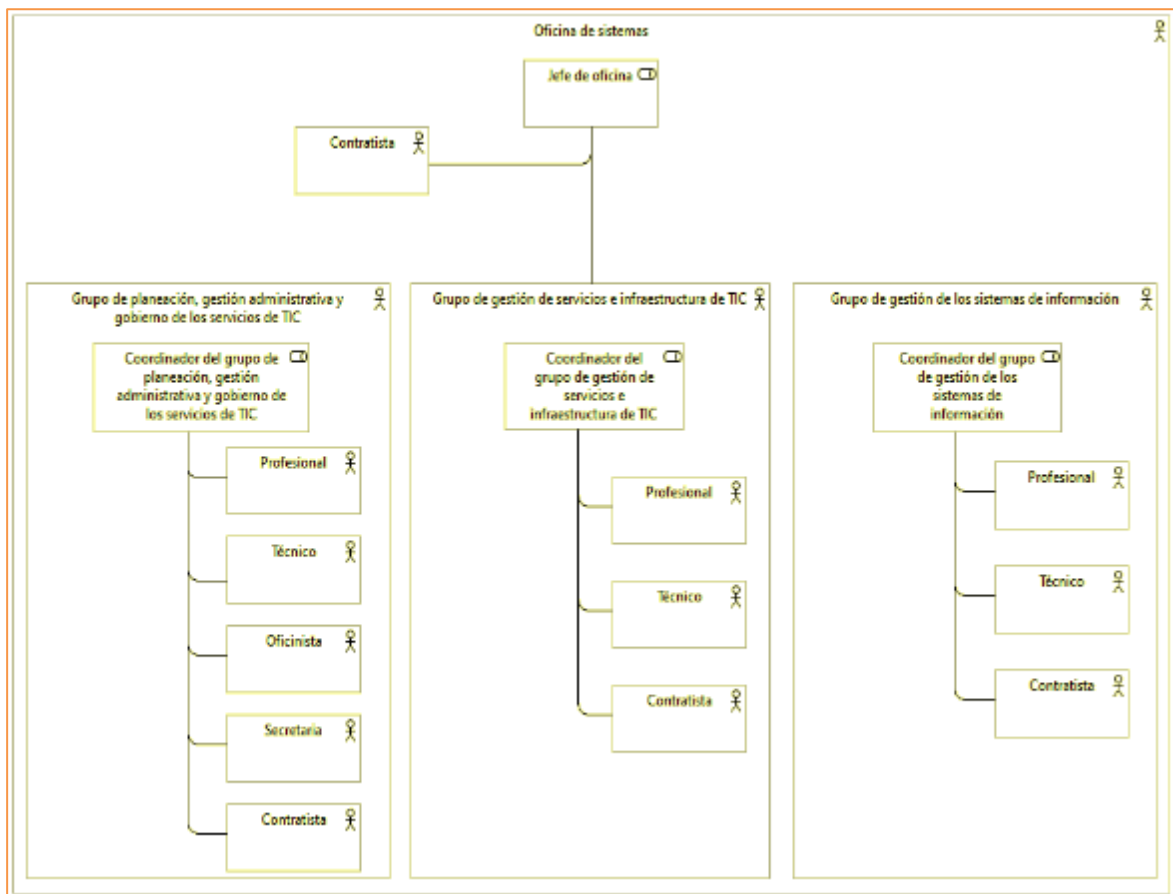 Oficina de sistemas
Jefe de oficina
Contratista
Grupo de planeación, gestión administrativa y
gobierno de los servicios de TIC
Coordinador del grupo de
planeación, gestión
administrativa y gobierno de
los servicios de TIC
Profesional
Técnico
Oficinista
Secretaria
Contratista
Grupo de gestión de servicios e infraestructura de TIC
Coordinador del
grupo de gestión de
servicios e
infraestructura de TIC
Profesional
Técnico
Contratista
Grupo de gestión de los sistemas de información
Coordinador del grupo
de gestión de los
sistemas de
información
Profesional
Técnico
Contratista